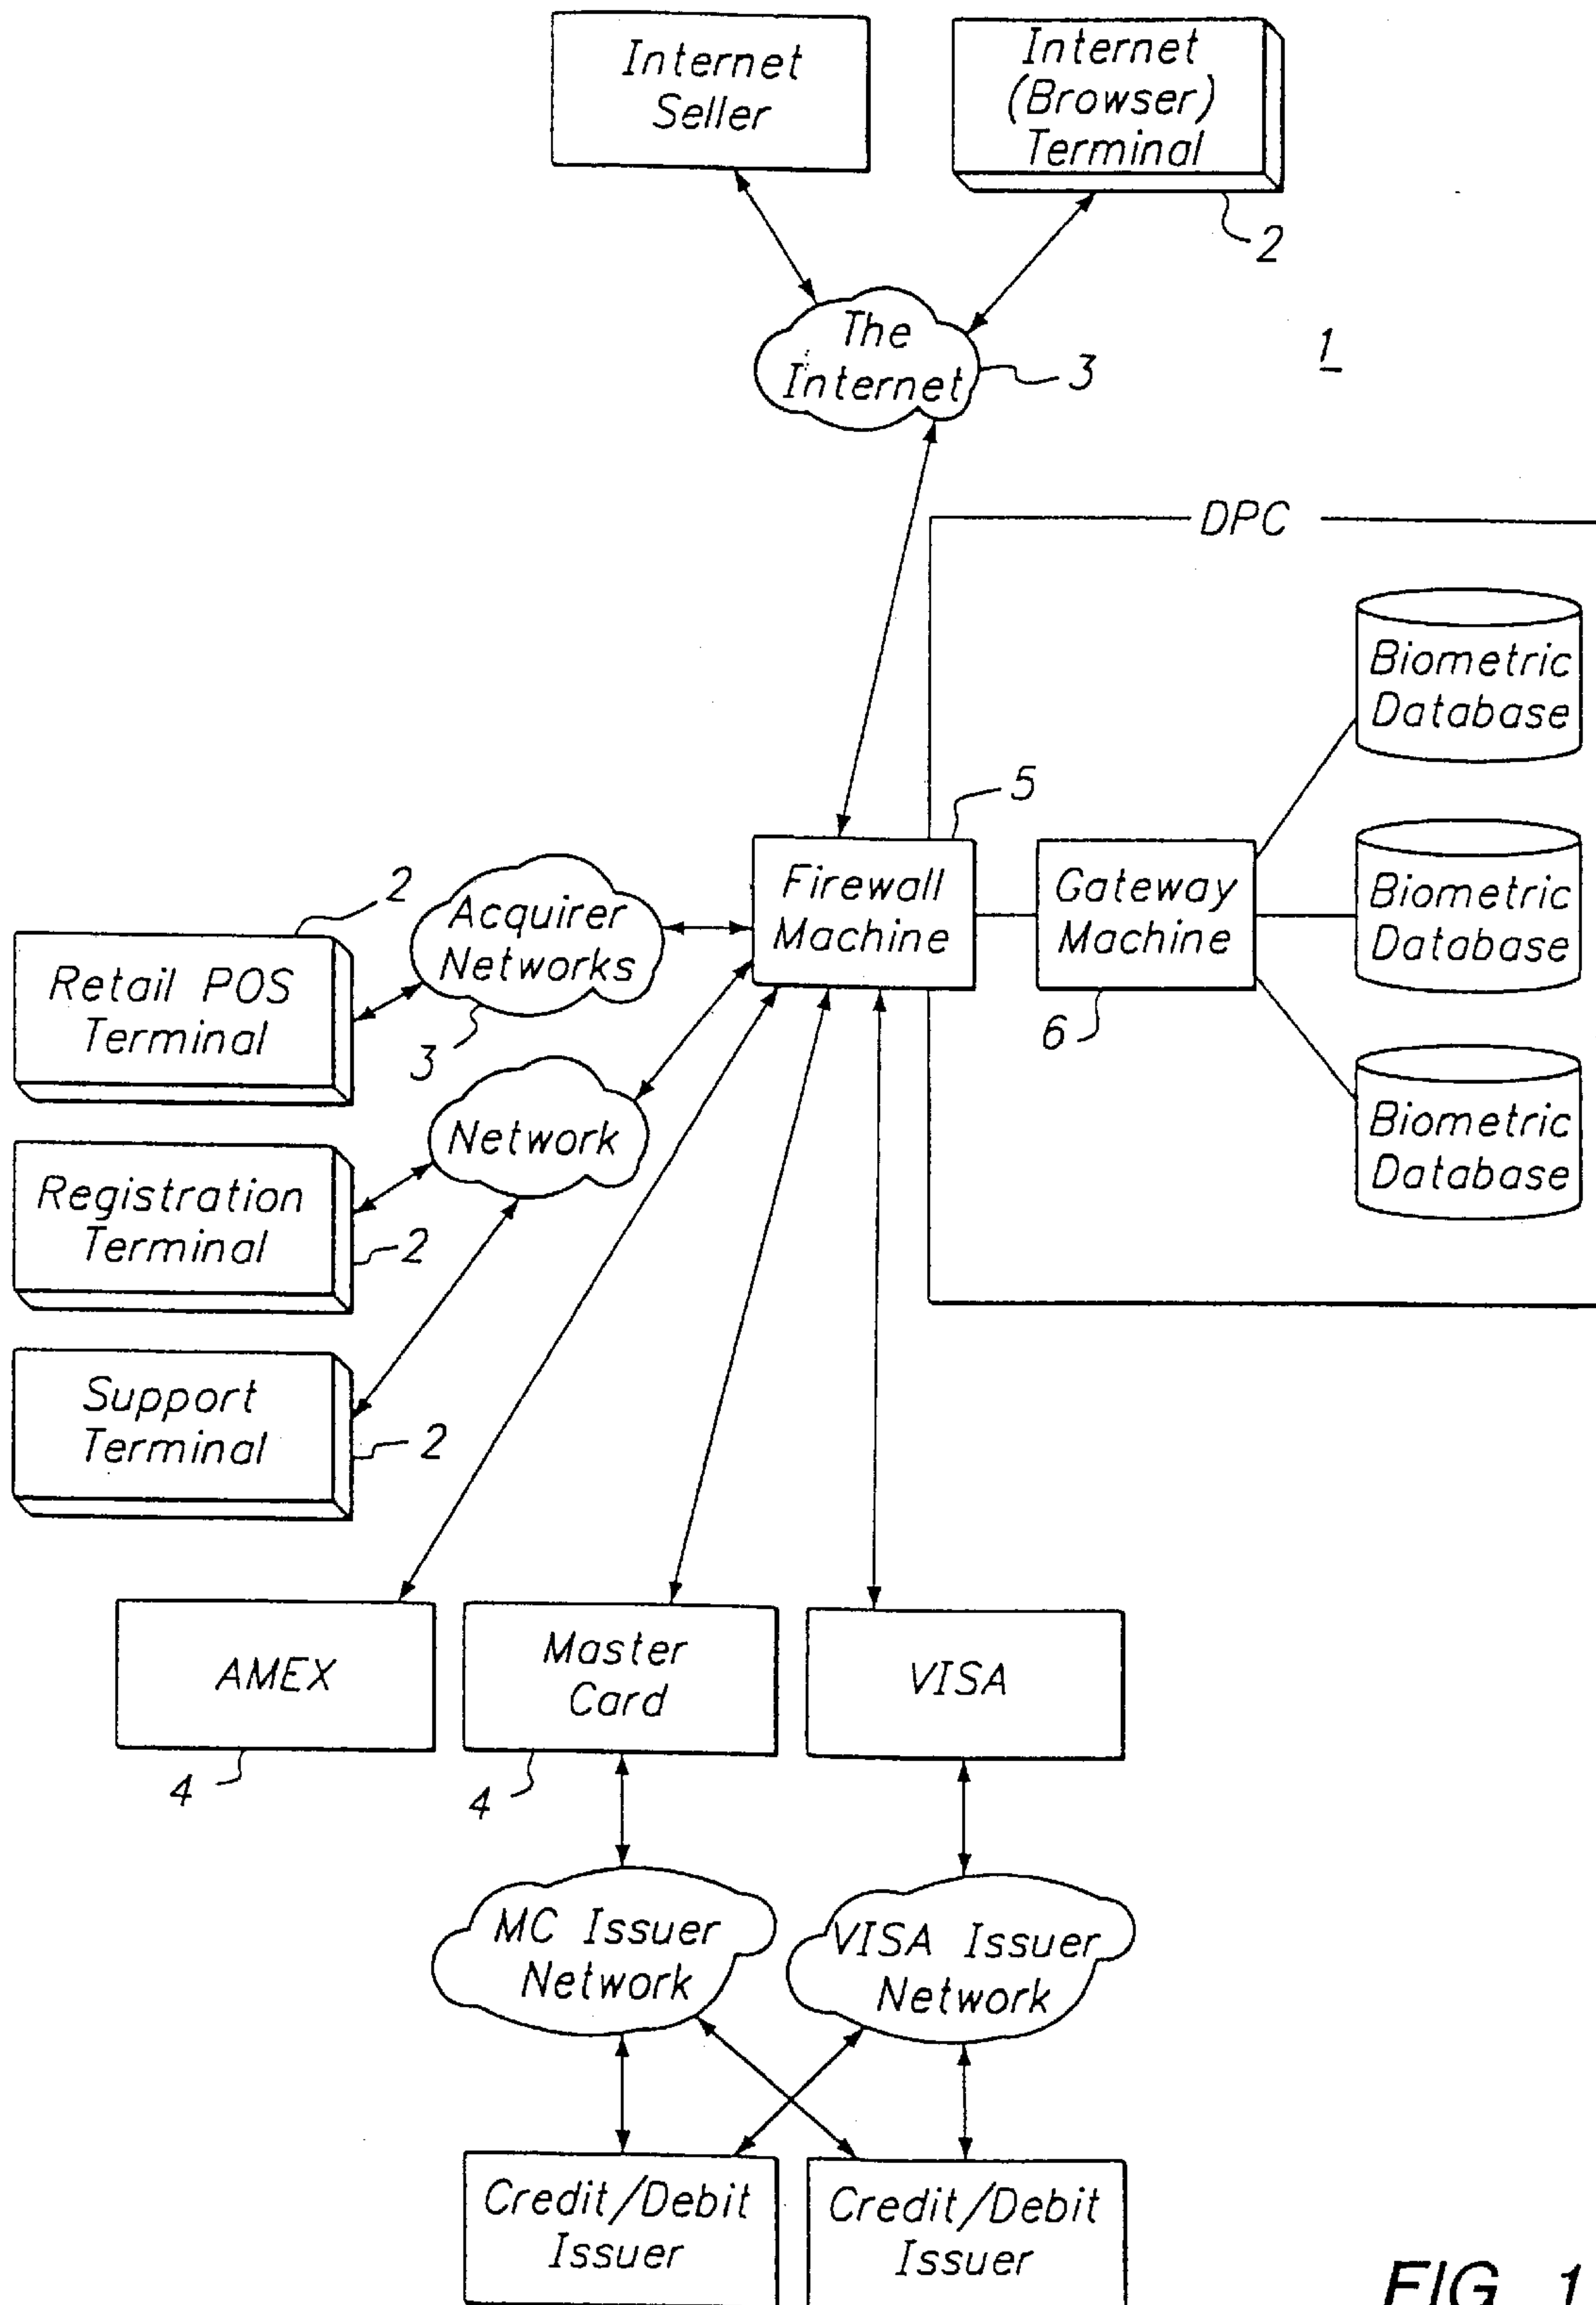 Internet
Seller
Internet
(Browser)
Terminal
2
The
Internet
3
1
DPC
Biometric
Database
5
Firewall
Machine
Gateway
Machine
6
Biometric
Database
Biometric
Database
2
Acquirer
Networks
3
Retail POS
Terminal
Network
Registration
Terminal
2
Support
Terminal
2
AMEX
4
Master
Card
4
VISA
MC Issuer
Network
VISA Issuer
Network
Credit/Debit
Issuer
Credit/Debit
Issuer
FIG. 1